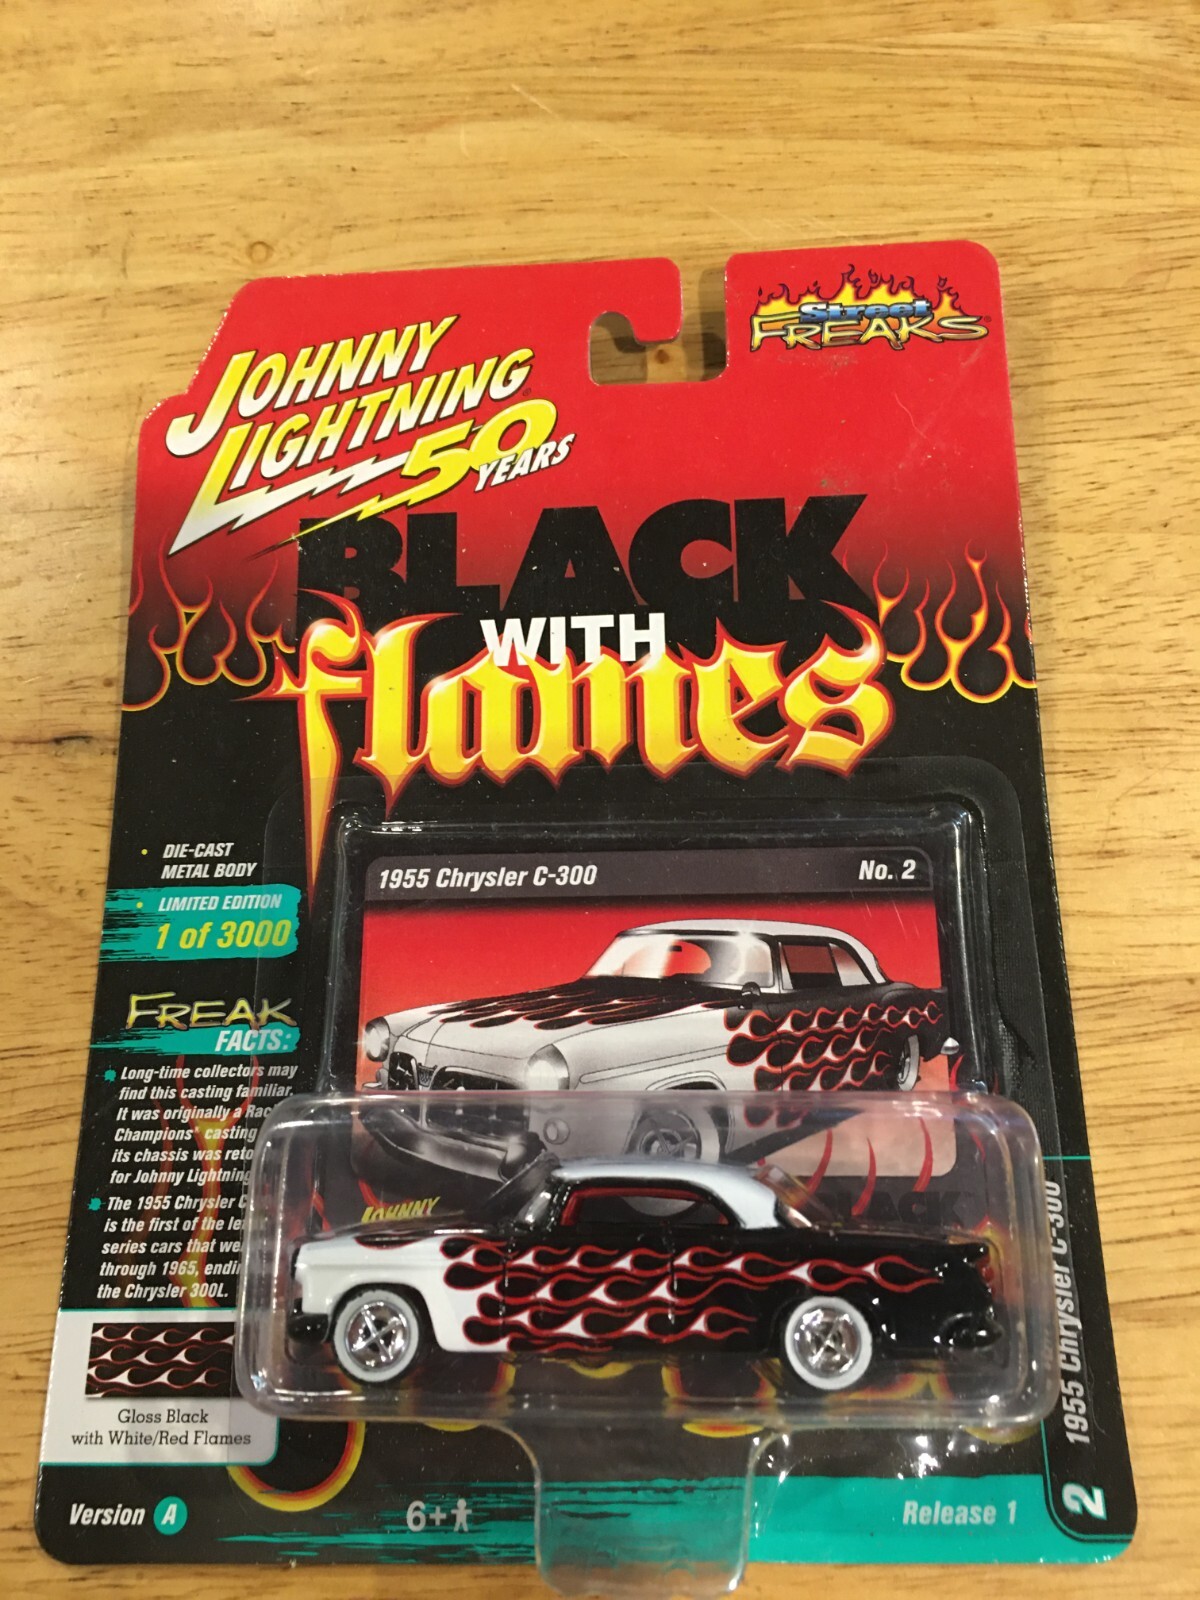 Street
FREAKS
JOHNNY
LIGHTNING
50
YEARS
BLACK
WITH
flames
• DIE-CAST
METAL BODY
• LIMITED EDITION
1 of 3000
FREAK
FACTS:
Long-time collectors may
find this casting familiar.
It was originally a
Champions® casting
its chassis was
for Johnny Lightning
The 1955 Chrysler
is the first of the
series cars that
through 1965,
the Chrysler 300L.
1955 Chrysler C-300
No. 2
JOHNNY
BLACK
Gloss Black
with White/Red Flames
Version A
6+
Release 1
2
1955 Chrysler C-300